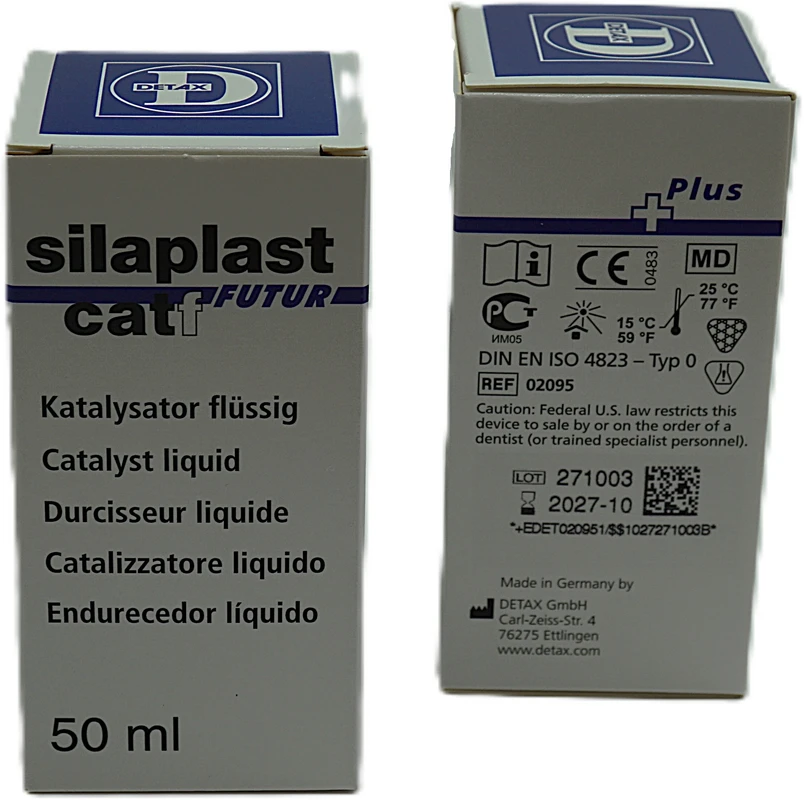 DETAX
silaplast
FUTUR
catf
Katalysator flüssig
Catalyst liquid
Durcisseur liquide
Catalizzatore liquido
Endurecedor líquido
50 ml
DETAX
Plus
i
CE 0483
MD
25 °C
77 °F
15 °C
59 °F
ИМ05
DIN EN ISO 4823 – Typ 0
REF 02095
Caution: Federal U.S. law restricts this
device to sale by or on the order of a
dentist (or trained specialist personnel).
LOT 271003
2027-10
*+EDET020951/$$1027271003B*
Made in Germany by
DETAX GmbH
Carl-Zeiss-Str. 4
76275 Ettlingen
www.detax.com